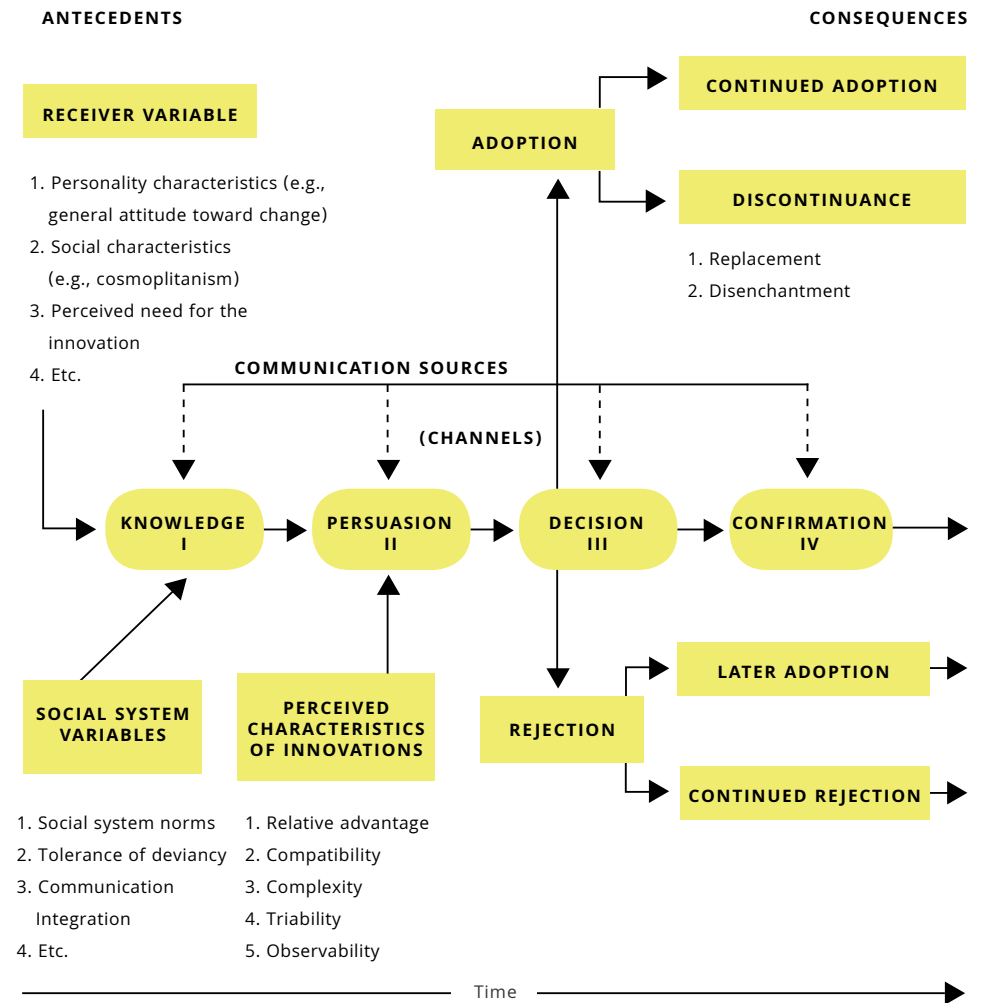 ANTECEDENTS
CONSEQUENCES
RECEIVER VARIABLE
1. Personality characteristics (e.g.,
general attitude toward change)
2. Social characteristics
(e.g., cosmoplitanism)
3. Perceived need for the
innovation
4. Etc.
ADOPTION
CONTINUED ADOPTION
DISCONTINUANCE
1. Replacement
2. Disenchantment
COMMUNICATION SOURCES
(CHANNELS)
KNOWLEDGE
I
PERSUASION
II
DECISION
III
CONFIRMATION
IV
SOCIAL SYSTEM
VARIABLES
1. Social system norms
2. Tolerance of deviancy
3. Communication
Integration
4. Etc.
PERCEIVED
CHARACTERISTICS
OF INNOVATIONS
1. Relative advantage
2. Compatibility
3. Complexity
4. Triability
5. Observability
REJECTION
LATER ADOPTION
CONTINUED REJECTION
Time